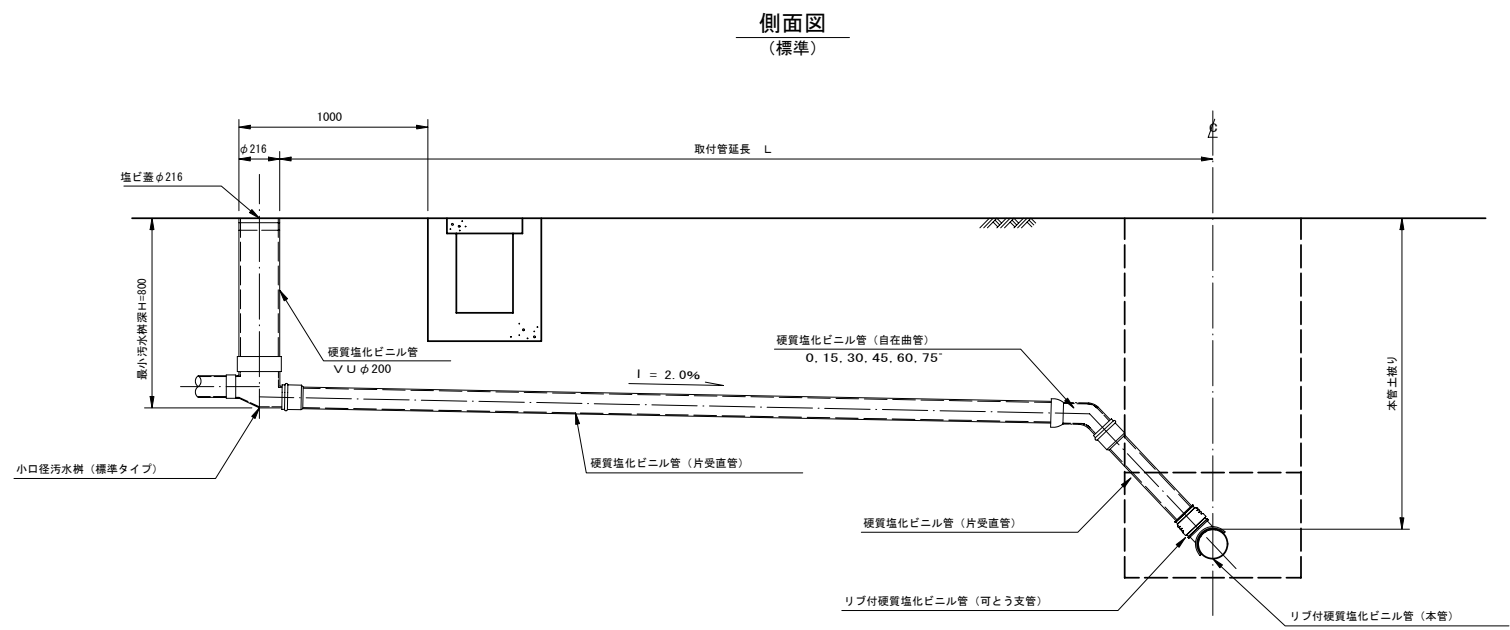 側面図
(標準)
1000
φ216
取付管延長 L
塩ビ蓋φ216
最小汚水桝深H=800
硬質塩化ビニル管
VUφ200
I = 2.0%
硬質塩化ビニル管(自在曲管)
0, 15, 30, 45, 60, 75°
本管土被り
小口径汚水桝(標準タイプ)
硬質塩化ビニル管(片受直管)
硬質塩化ビニル管(片受直管)
リブ付硬質塩化ビニル管(可とう支管)
リブ付硬質塩化ビニル管(本管)